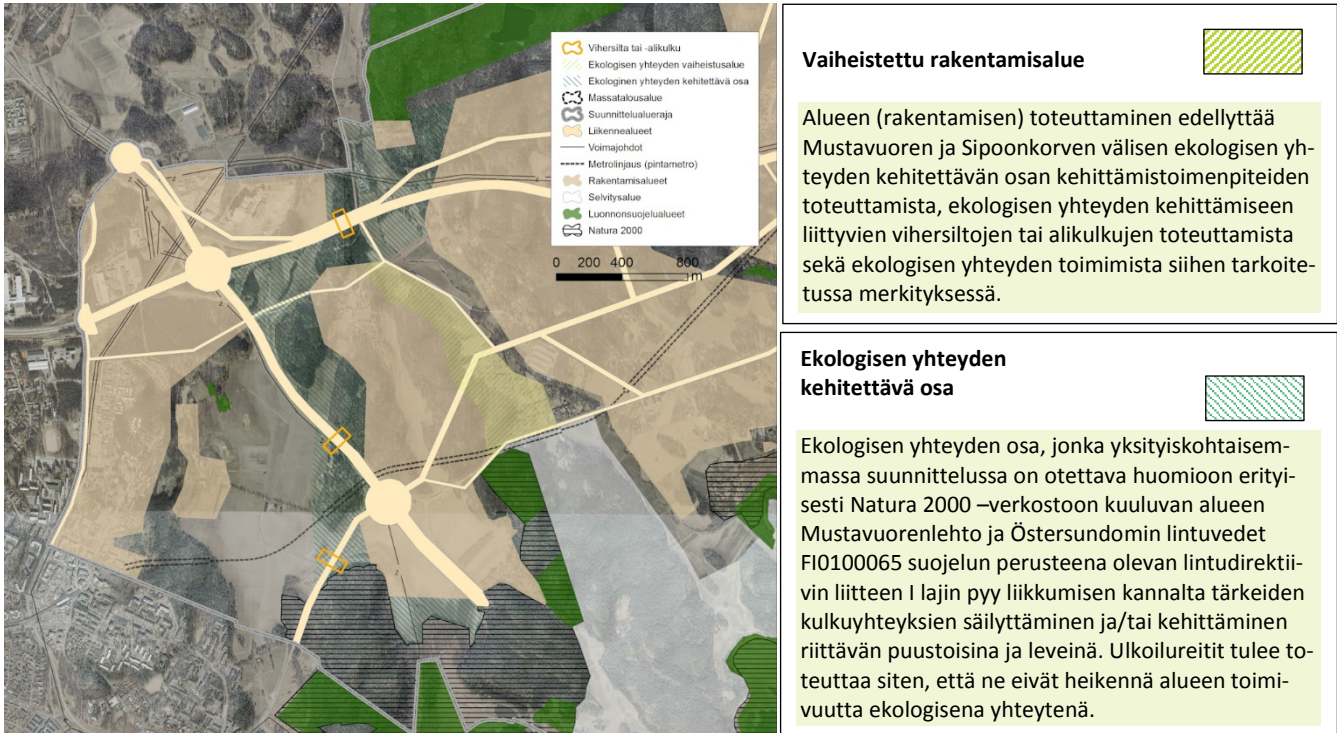 Vihersilta tai -alikulku
Ekologisen yhteyden vaiheistusalue
Ekologinen yhteyden kehitettävä osa
Massatalousalue
Suunnittelualueraja
Liikennealueet
Voimajohdot
Metrolinjaus (pintametro)
Rakentamisalueet
Selvitysalue
Luonnonsuojelualueet
Natura 2000
0 200 400 800
m
Vaiheistettu rakentamisalue
Alueen (rakentamisen) toteuttaminen edellyttää
Mustavuoren ja Sipoonkorven välisen ekologisen yh-
teyden kehitettävän osan kehittämistoimenpiteiden
toteuttamista, ekologisen yhteyden kehittämiseen
liittyvien vihersiltojen tai alikulkujen toteuttamista
sekä ekologisen yhteyden toimimista siihen tarkoite-
tussa merkityksessä.
Ekologisen yhteyden
kehitettävä osa
Ekologisen yhteyden osa, jonka yksityiskohtaisem-
massa suunnittelussa on otettava huomioon erityi-
sesti Natura 2000 –verkostoon kuuluvan alueen
Mustavuorenlehto ja Östersundomin lintuvedet
FI0100065 suojelun perusteena olevan lintudirektii-
vin liitteen I lajin pyy liikkumisen kannalta tärkeiden
kulkuyhteyksien säilyttäminen ja/tai kehittäminen
riittävän puustoisina ja leveinä. Ulkoilureitit tulee to-
teuttaa siten, että ne eivät heikennä alueen toimi-
vuutta ekologisena yhteytenä.